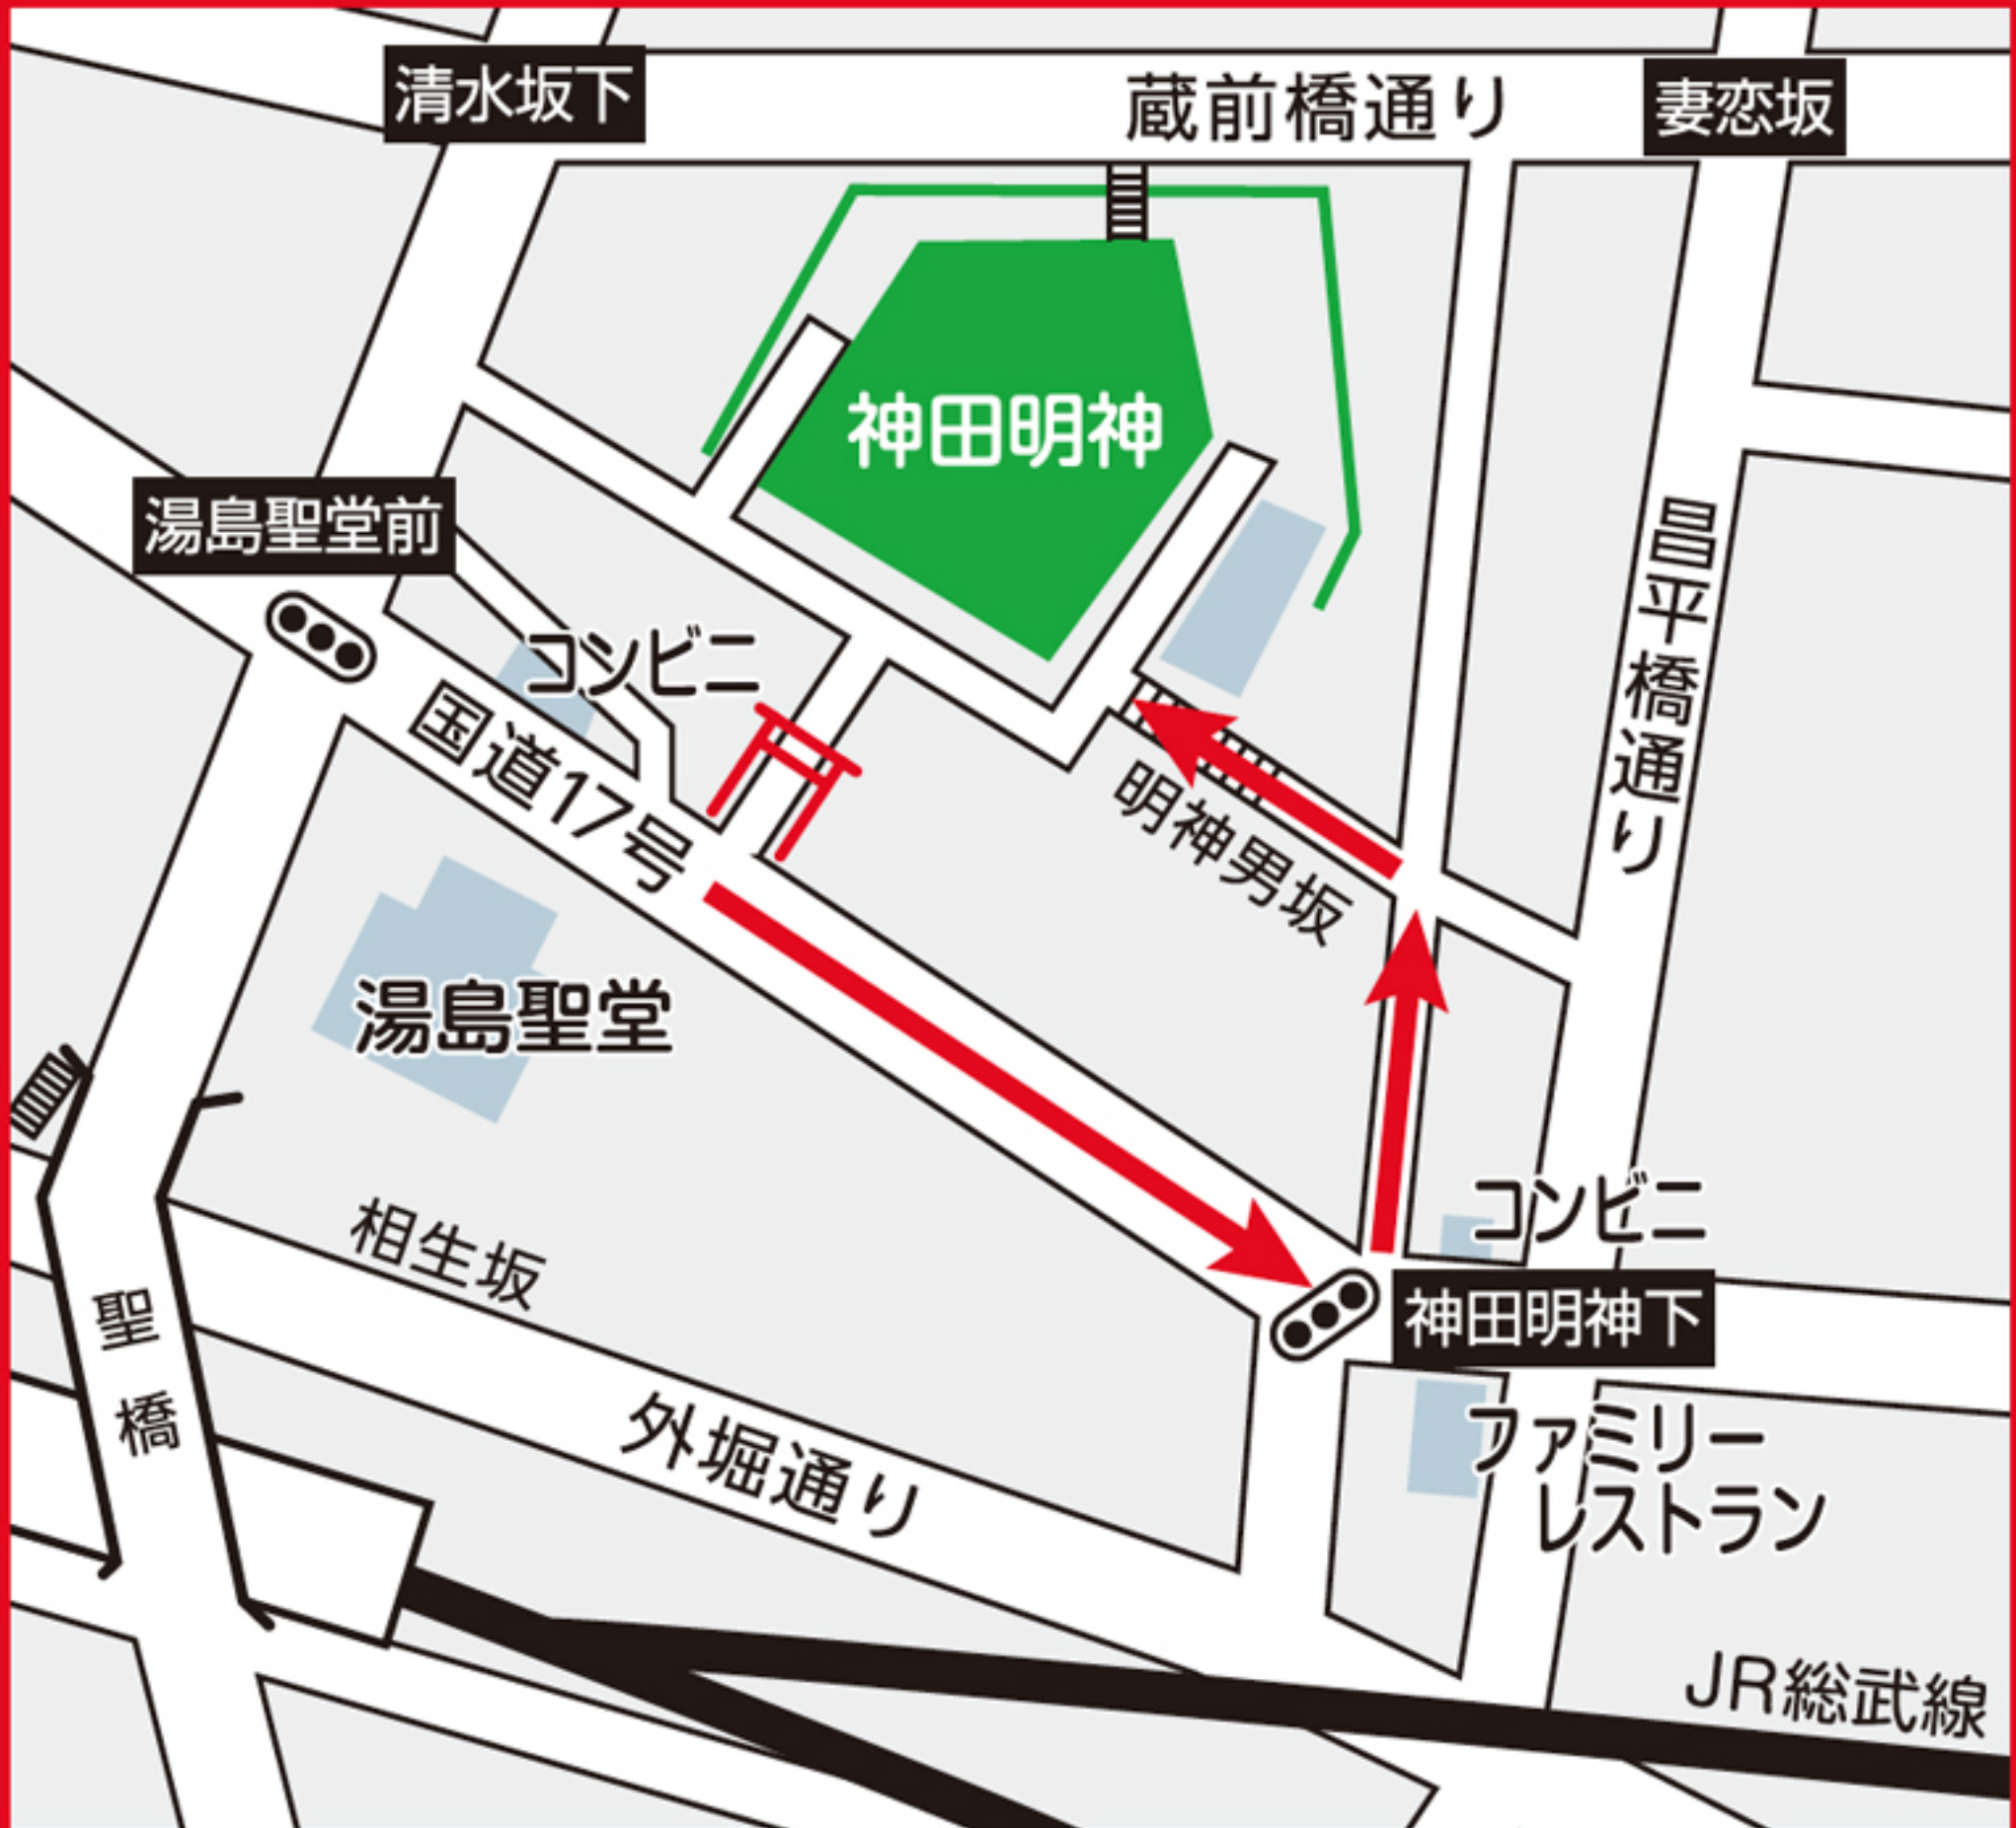 清水坂下
蔵前橋通り
妻恋坂
神田明神
湯島聖堂前
昌平橋通り
コンビニ
国道17号
明神男坂
湯島聖堂
コンビニ
相生坂
神田明神下
聖橋
外堀通り
ファミリー
レストラン
JR総武線